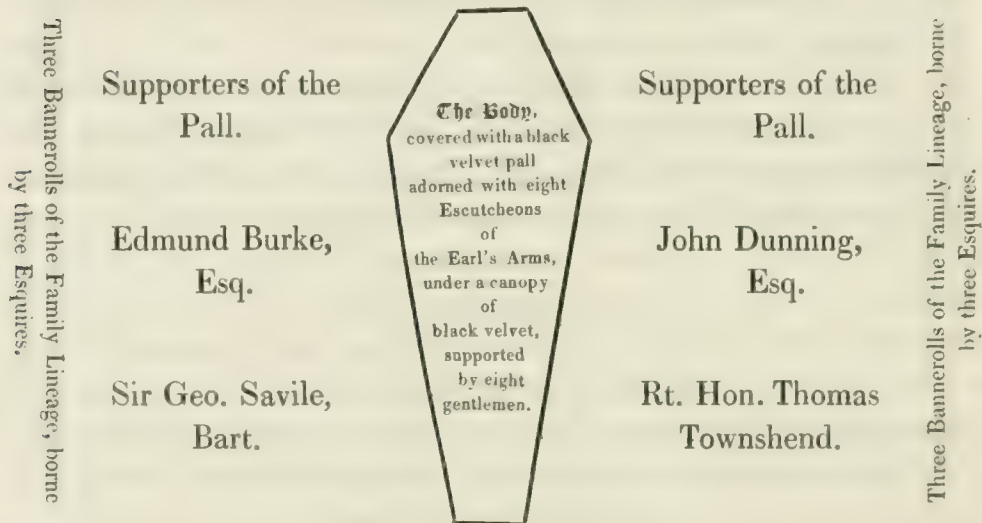 Three Bannerolls of the Family Lineage, borne
by three Esquires.
Supporters of the
Pall.
Edmund Burke,
Esq.
Sir Geo. Savile,
Bart.
The Body,
covered with a black
velvet pall
adorned with eight
Escutcheons
of
the Earl's Arms,
under a canopy
of
black velvet,
supported
by eight
gentlemen.
Supporters of the
Pall.
John Dunning,
Esq.
Rt. Hon. Thomas
Townshend.
Three Bannerolls of the Family Lineage, borne
by three Esquires.